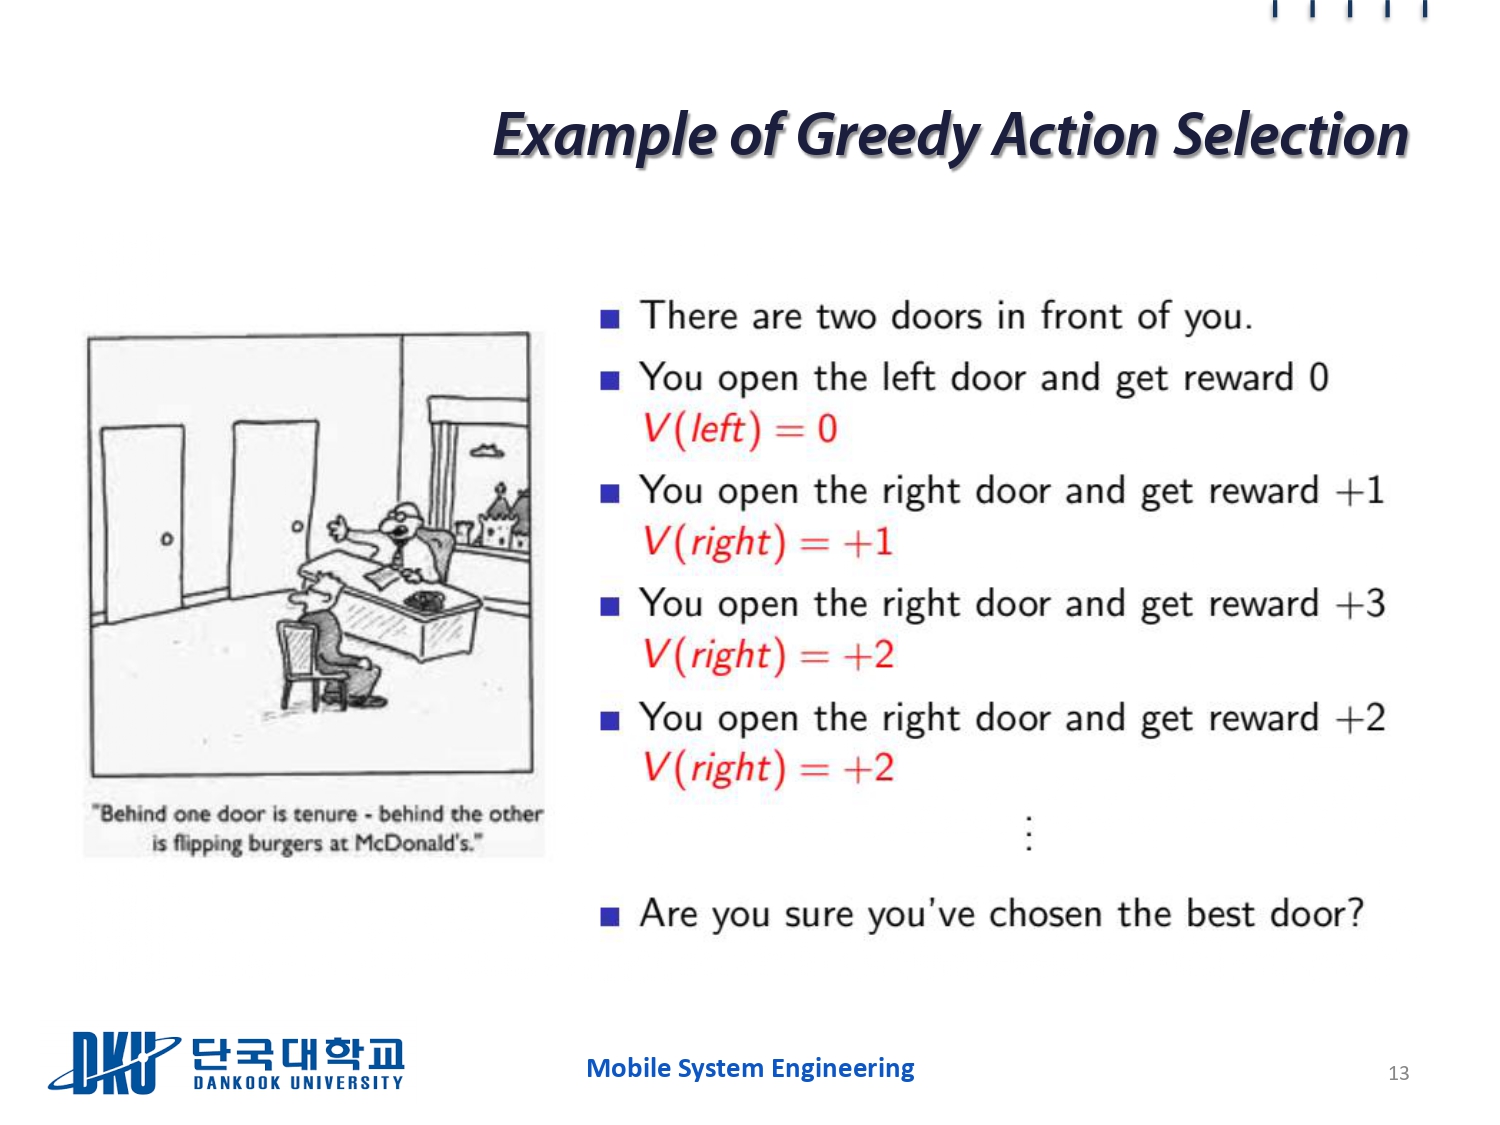 Example of Greedy Action Selection
There are two doors in front of you.
You open the left door and get reward 0
V(left) = 0
You open the right door and get reward +1
V(right) = +1
You open the right door and get reward +3
V(right) = +2
You open the right door and get reward +2
V(right) = +2
⋮
Are you sure you've chosen the best door?
"Behind one door is tenure - behind the other
is flipping burgers at McDonald's."
DKU 단국대학교
DANKOOK UNIVERSITY
Mobile System Engineering
13